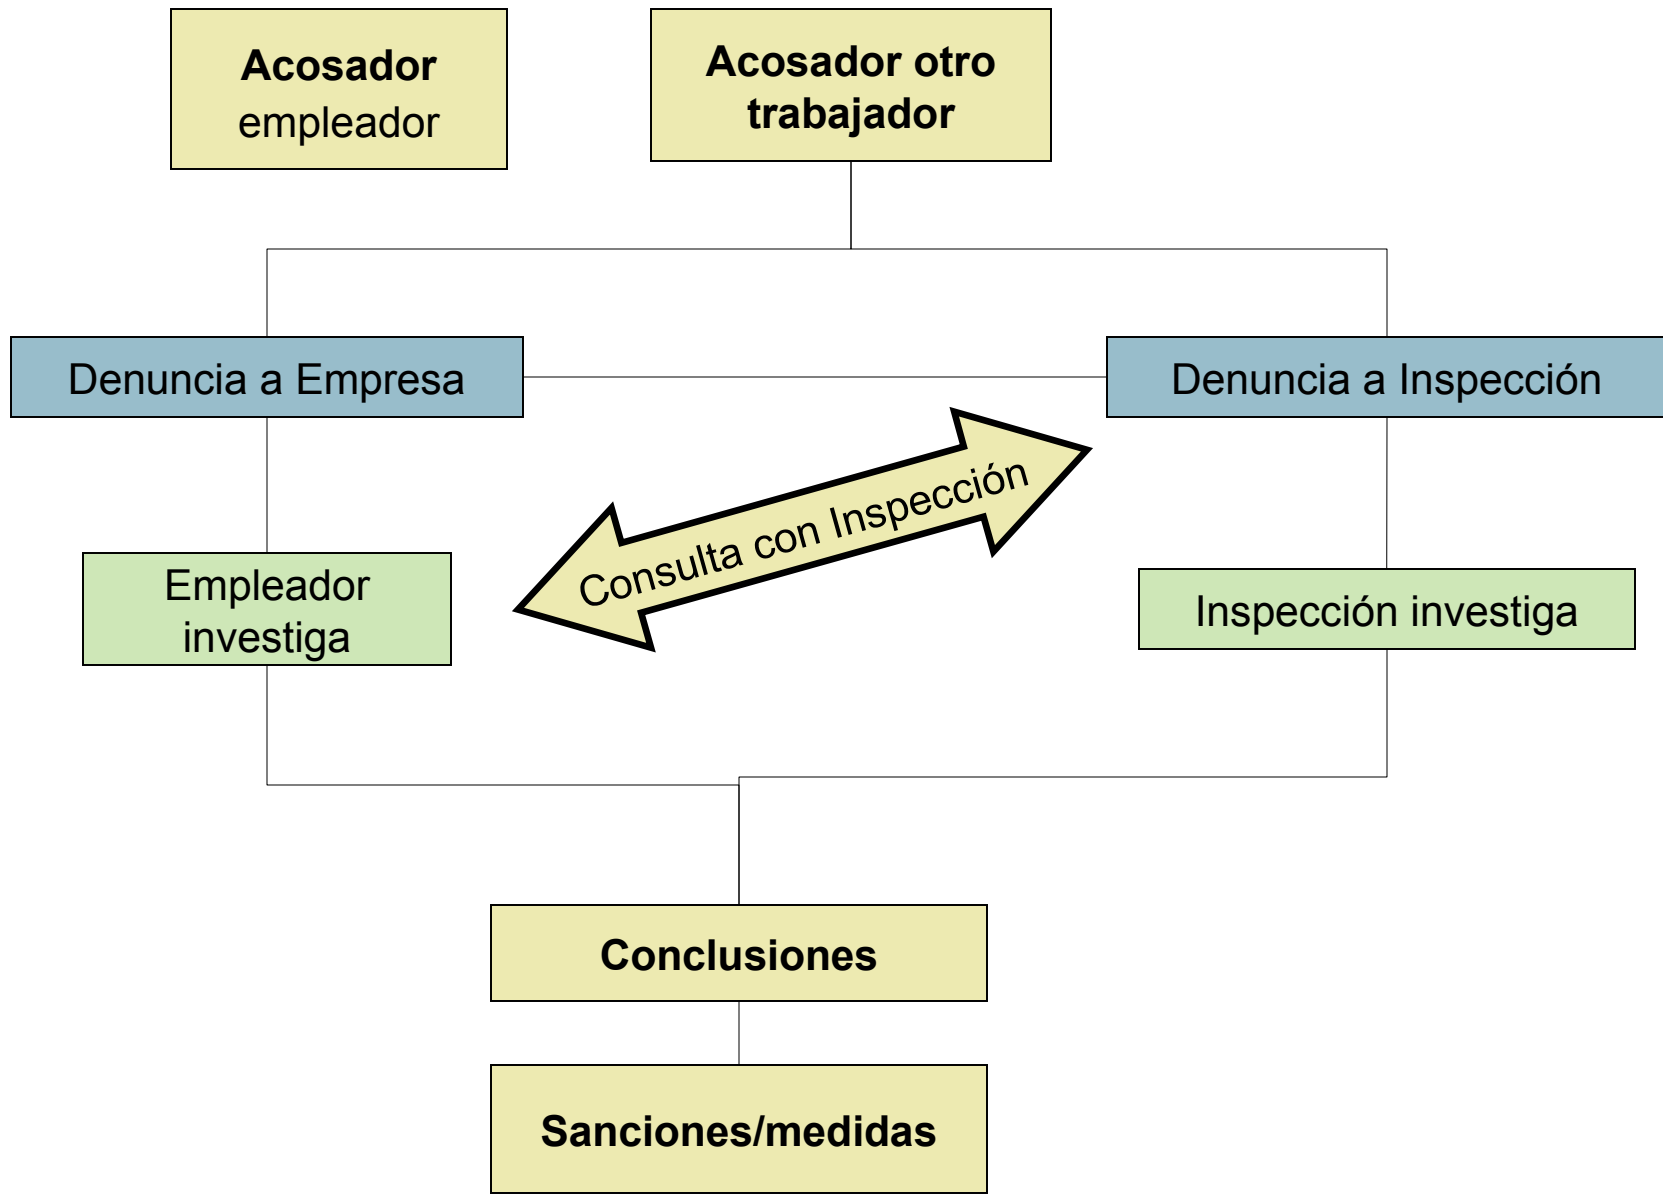 Acosador
empleador
Acosador otro
trabajador
Denuncia a Empresa
Denuncia a Inspección
Consulta con Inspección
Empleador
investiga
Inspección investiga
Conclusiones
Sanciones/medidas